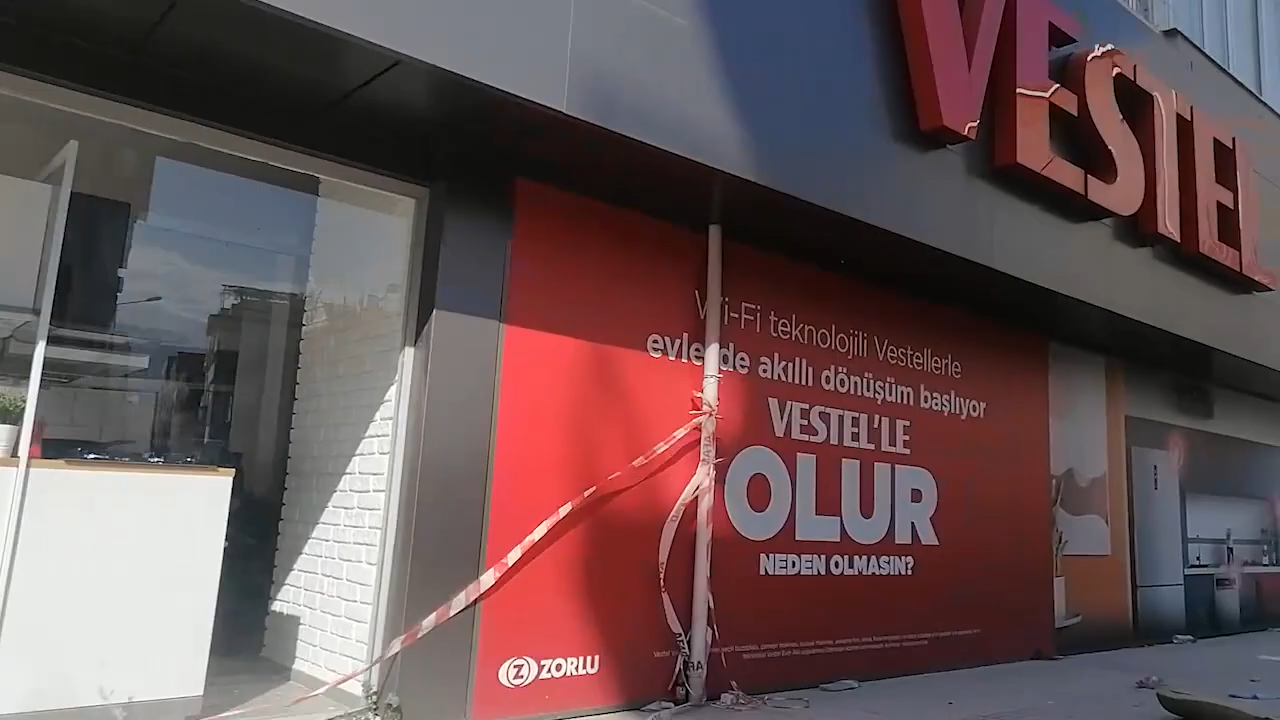 VESTEL
Wi-Fi teknolojili Vestellerle
evlerde akıllı dönüşüm başlıyor
VESTEL'LE
OLUR
NEDEN OLMASIN?
Z ZORLU